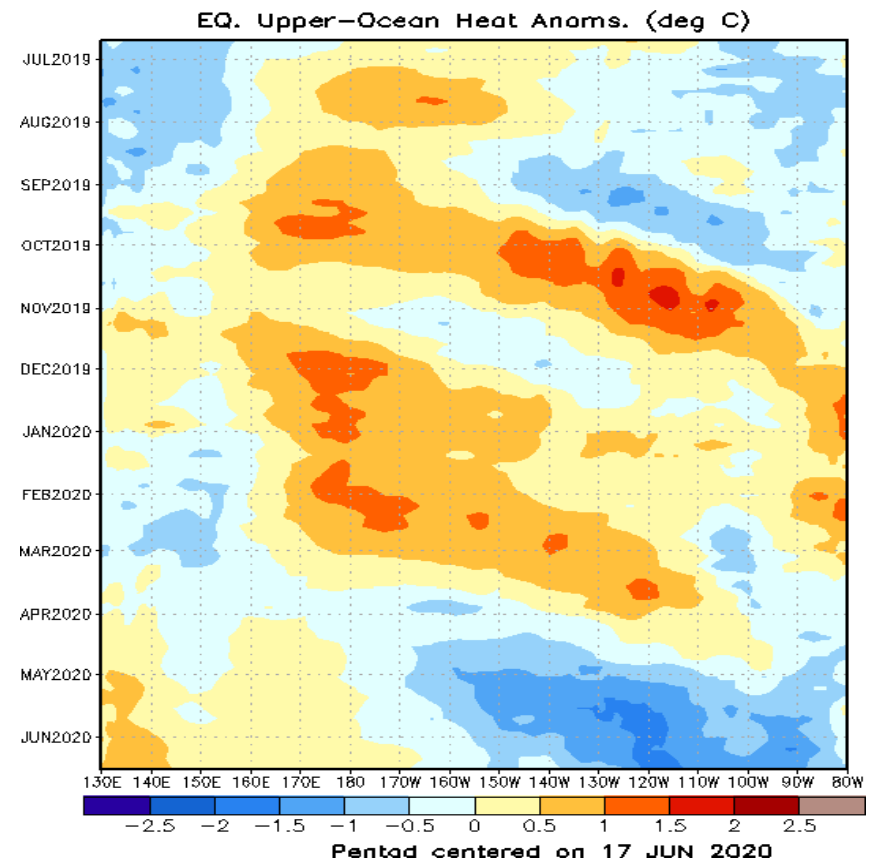 EQ. Upper-Ocean Heat Anoms. (deg C)
JUL2019
AUG2019
SEP2019
OCT2019
NOV2019
DEC2019
JAN2020
FEB2020
MAR2020
APR2020
MAY2020
JUN2020
130E 140E 150E 160E 170E 180 170W 160W 150W 140W 130W 120W 110W 100W 90W 80W
-2.5 -2 -1.5 -1 -0.5 0 0.5 1 1.5 2 2.5
Pentad centered on 17 JUN 2020